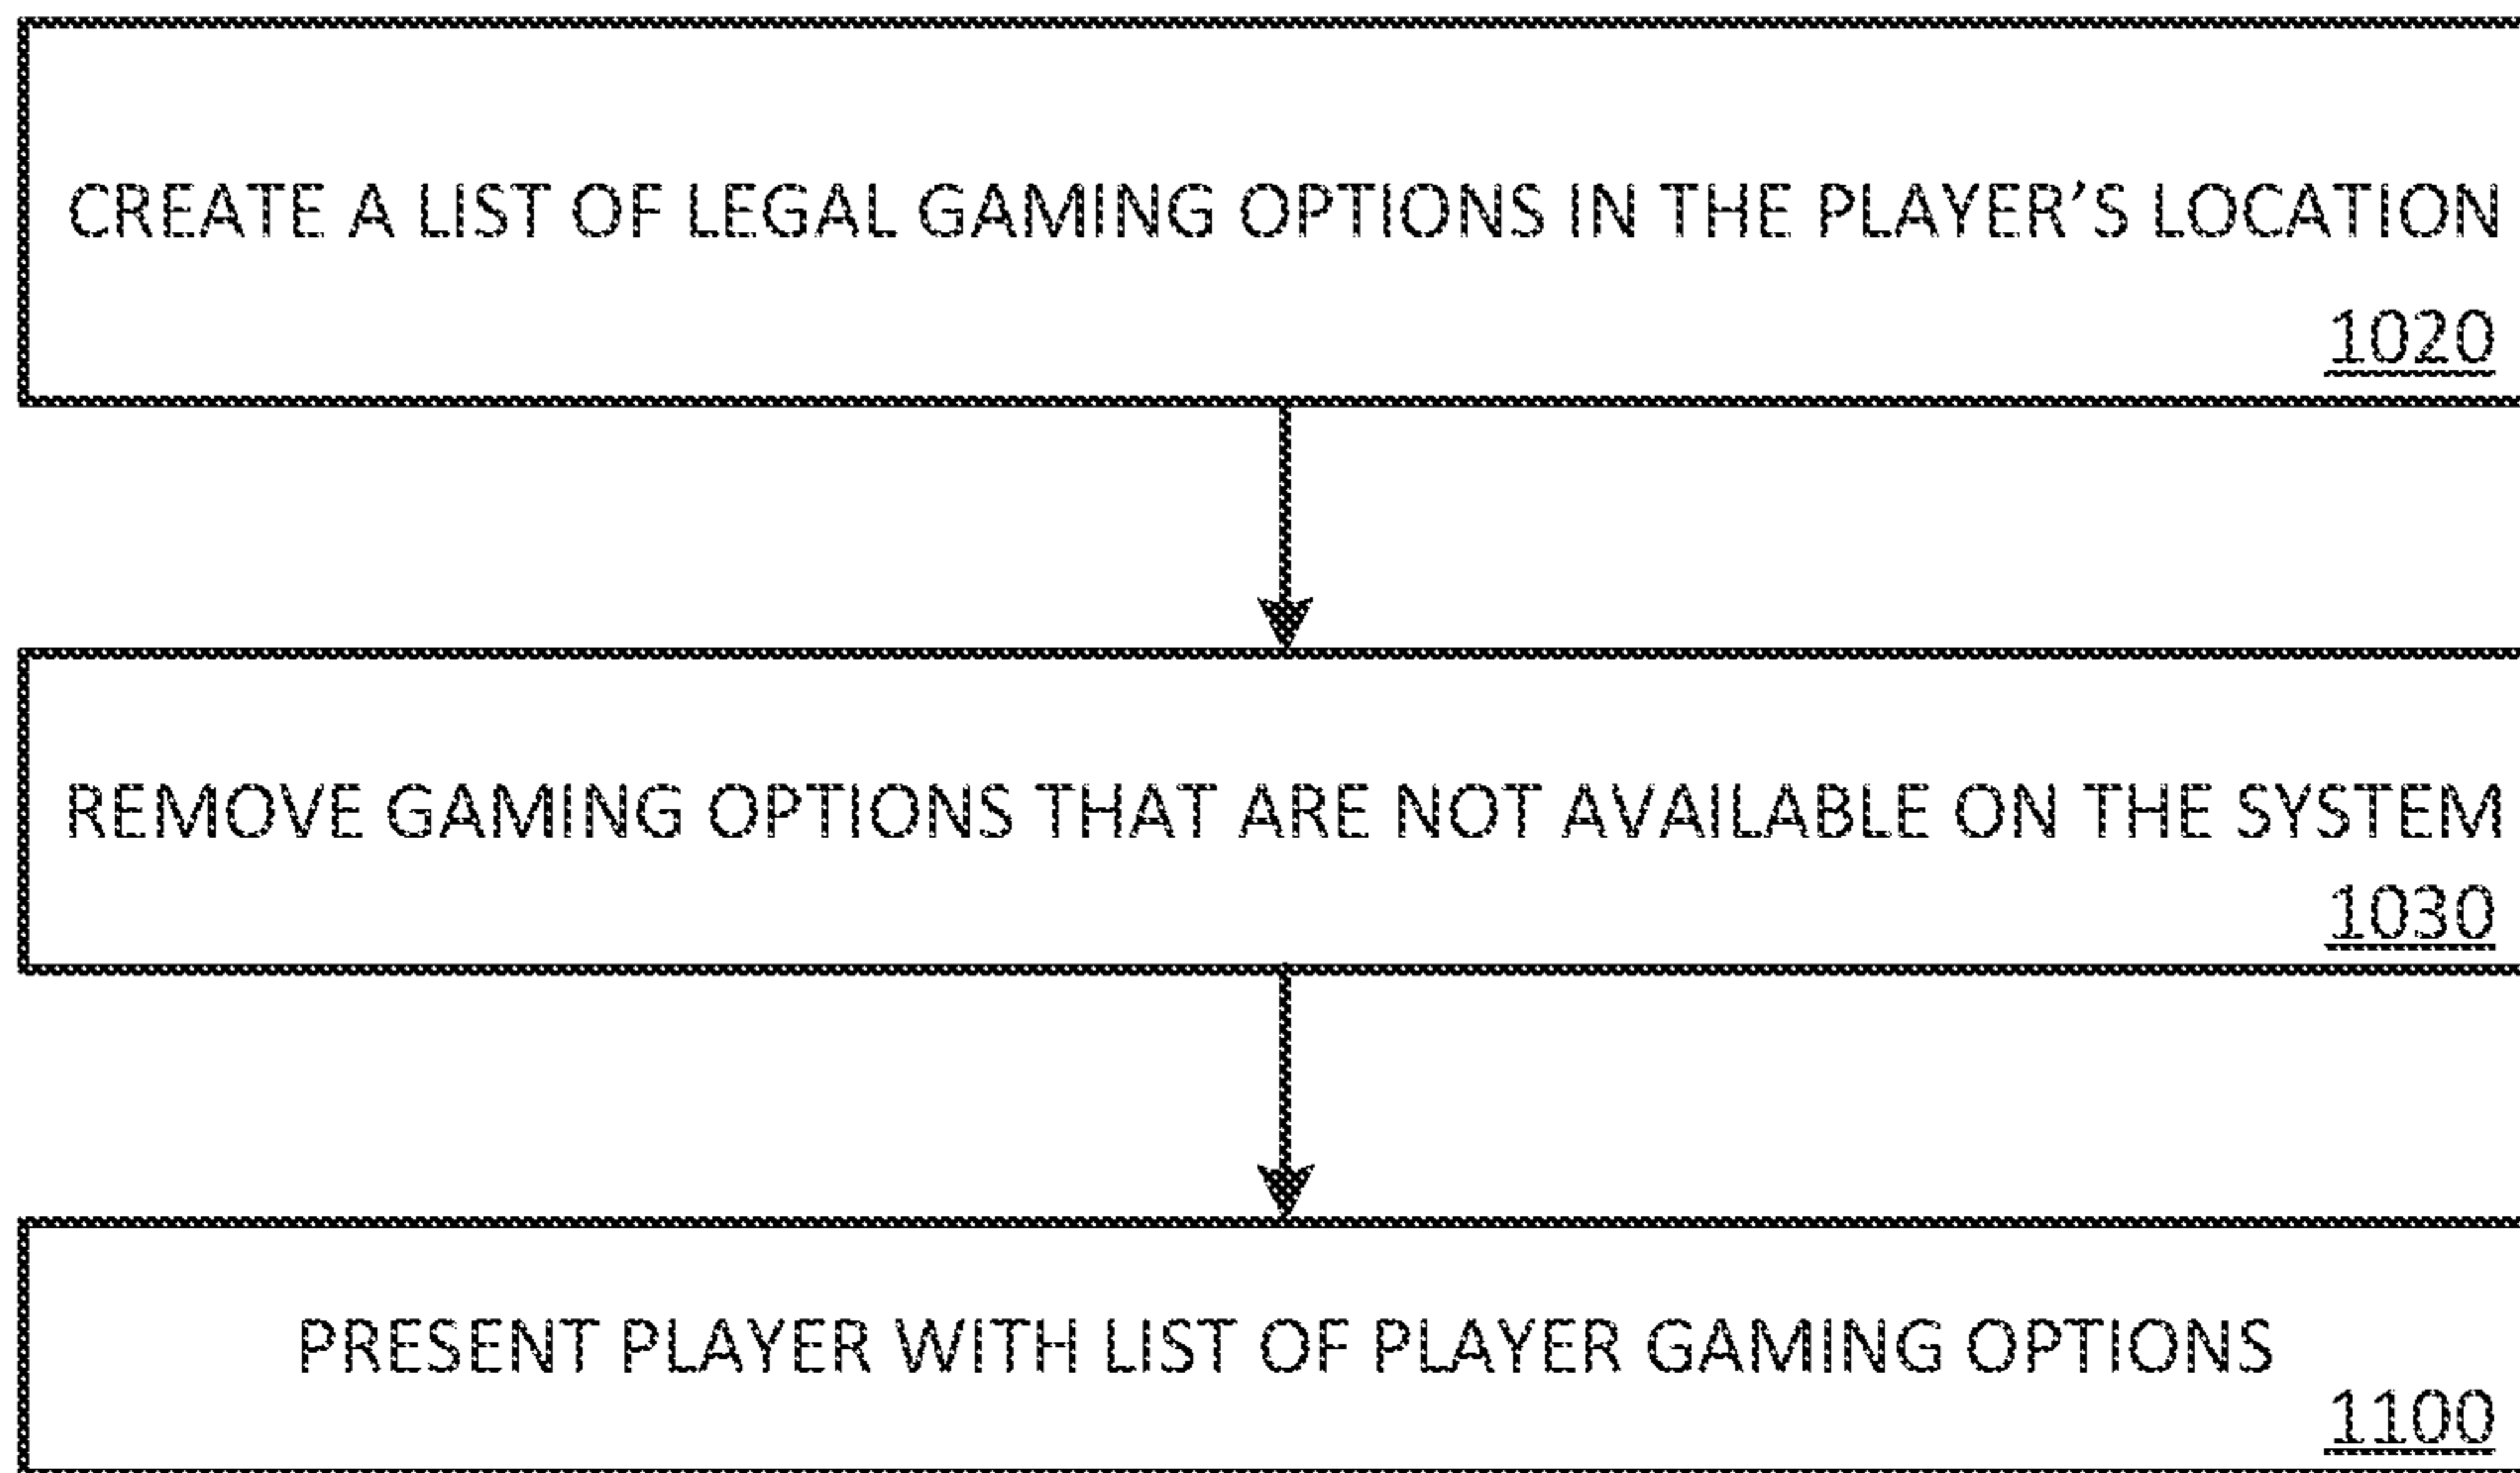 CREATE A LIST OF LEGAL GAMING OPTIONS IN THE PLAYER’S LOCATION
1020
REMOVE GAMING OPTIONS THAT ARE NOT AVAILABLE ON THE SYSTEM
1030
PRESENT PLAYER WITH LIST OF PLAYER GAMING OPTIONS
1100